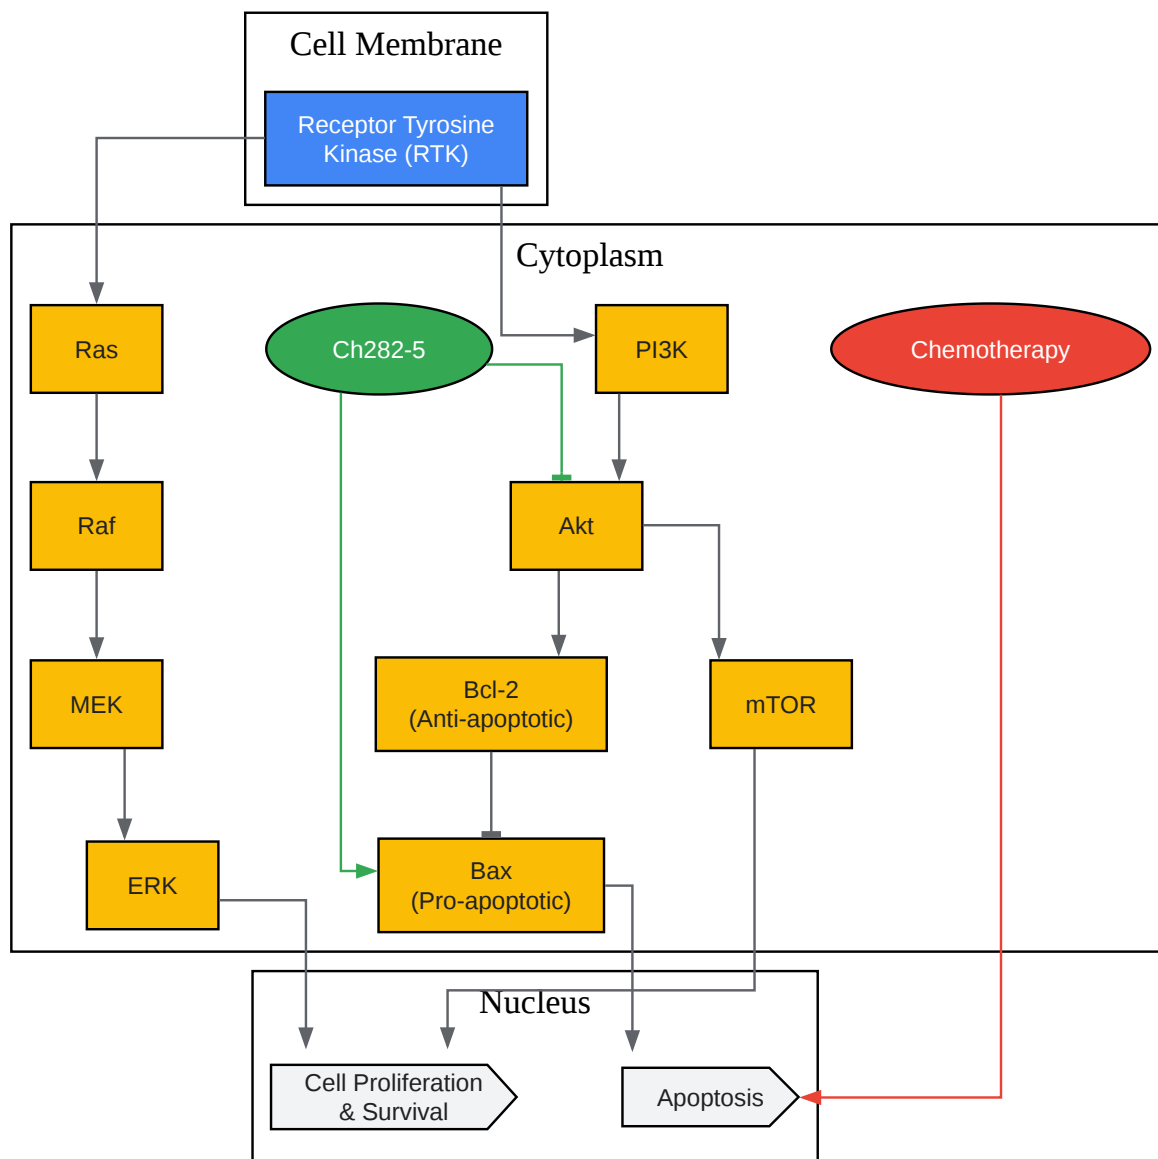 Cell Membrane
Receptor Tyrosine
Kinase (RTK)
Cytoplasm
Ras
Ch282-5
PI3K
Chemotherapy
Raf
Akt
MEK
Bcl-2
(Anti-apoptotic)
mTOR
ERK
Bax
(Pro-apoptotic)
Nucleus
Cell Proliferation
& Survival
Apoptosis